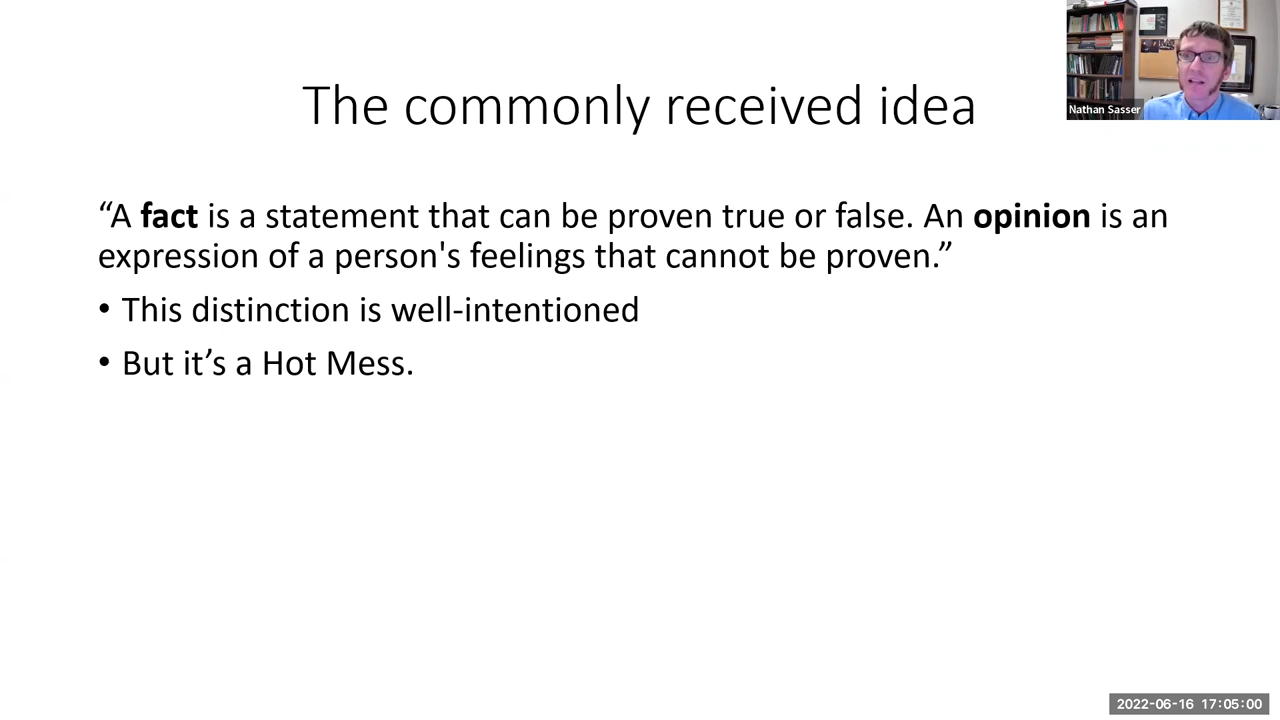 The commonly received idea
Nathan Sasser
“A fact is a statement that can be proven true or false. An opinion is an
expression of a person's feelings that cannot be proven.”
• This distinction is well-intentioned
• But it’s a Hot Mess.
2022-06-16 17:05:00